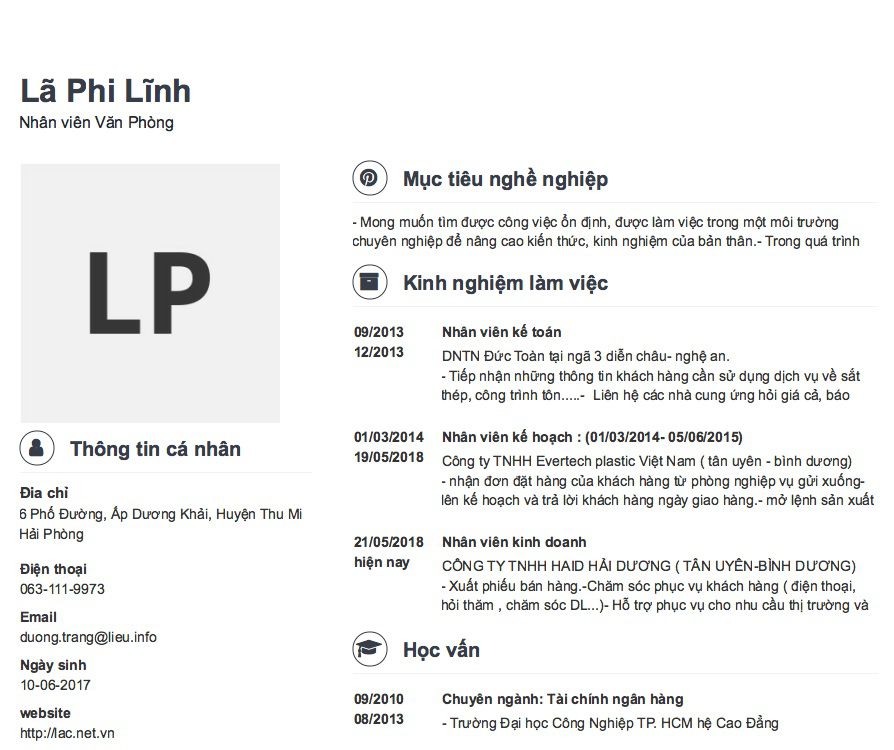 Lã Phi Lĩnh
Nhân viên Văn Phòng
LP
Thông tin cá nhân
Đia chỉ
6 Phố Đường, Ấp Dương Khải, Huyện Thu Mi
Hải Phòng
Điện thoại
063-111-9973
Email
duong.trang@lieu.info
Ngày sinh
10-06-2017
website
http://lac.net.vn
Mục tiêu nghề nghiệp
- Mong muốn tìm được công việc ổn định, được làm việc trong một môi trường
chuyên nghiệp để nâng cao kiến thức, kinh nghiệm của bản thân.- Trong quá trình
Kinh nghiệm làm việc
09/2013
12/2013
Nhân viên kế toán
DNTN Đức Toàn tại ngã 3 diễn châu- nghệ an.
- Tiếp nhận những thông tin khách hàng cần sử dụng dịch vụ về sắt
thép, công trình tôn.....- Liên hệ các nhà cung ứng hỏi giá cả, báo
01/03/2014
19/05/2018
Nhân viên kế hoạch : (01/03/2014- 05/06/2015)
Công ty TNHH Evertech plastic Việt Nam ( tân uyên - bình dương)
- nhận đơn đặt hàng của khách hàng từ phòng nghiệp vụ gửi xuống-
lên kế hoạch và trả lời khách hàng ngày giao hàng.- mở lệnh sản xuất
21/05/2018
hiện nay
Nhân viên kinh doanh
CÔNG TY TNHH HAID HẢI DƯƠNG ( TÂN UYÊN-BÌNH DƯƠNG)
- Xuất phiếu bán hàng.-Chăm sóc phục vụ khách hàng ( điện thoại,
hỏi thăm , chăm sóc DL...)- Hỗ trợ phục vụ cho nhu cầu thị trường và
Học vấn
09/2010
08/2013
Chuyên ngành: Tài chính ngân hàng
- Trường Đại học Công Nghiệp TP. HCM hệ Cao Đẳng